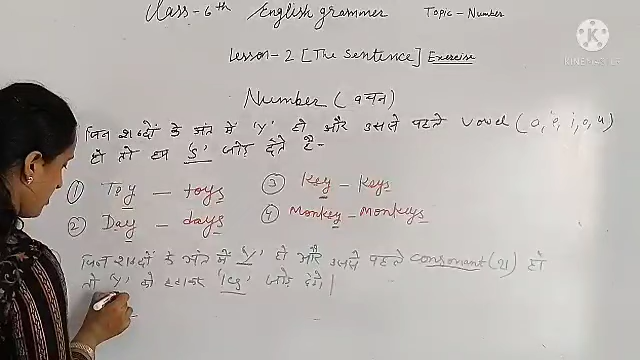 Class - 6th English grammer Topic - Number
Lesson - 2 [The Sentence] Exercise
Number (वचन)
जिन शब्दों के अंत में 'y' हो और उससे पहले vowel (a, e, i, o, u)
हो तो हम 's' जोड़ देते है -
① Toy - toys ③ Key - Keys
② Day - days ④ Monkey - Monkeys
जिन शब्दों के अंत में 'y' हो और उससे पहले consonant हो
तो 'y' को हटाकर 'ies' जोड़ देंगे।
KINEMASTER